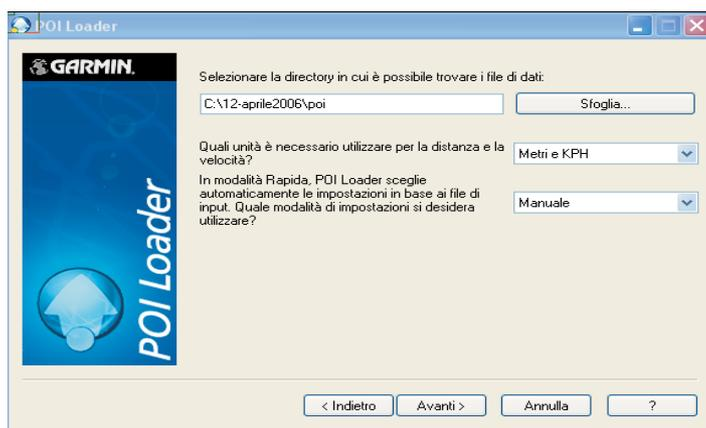 POI Loader
GARMIN.
POI Loader
Selezionare la directory in cui è possibile trovare i file di dati:
C:\12-aprile2006\poi
Sfoglia...
Quali unità è necessario utilizzare per la distanza e la
velocità?
Metri e KPH
In modalità Rapida, POI Loader sceglie
automaticamente le impostazioni in base ai file di
input. Quale modalità di impostazioni si desidera
utilizzare?
Manuale
< Indietro
Avanti >
Annulla
?